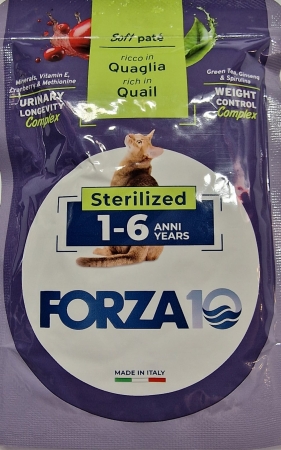 Soft paté
ricco in
Quaglia
rich in
Quail
Minerals, Vitamin E,
Cranberry & Methionine
URINARY
LONGEVITY
Complex
Green Tea, Ginseng
& Spirulina
WEIGHT
CONTROL
Complex
Sterilized
1-6 ANNI
YEARS
FORZA10
MADE IN ITALY